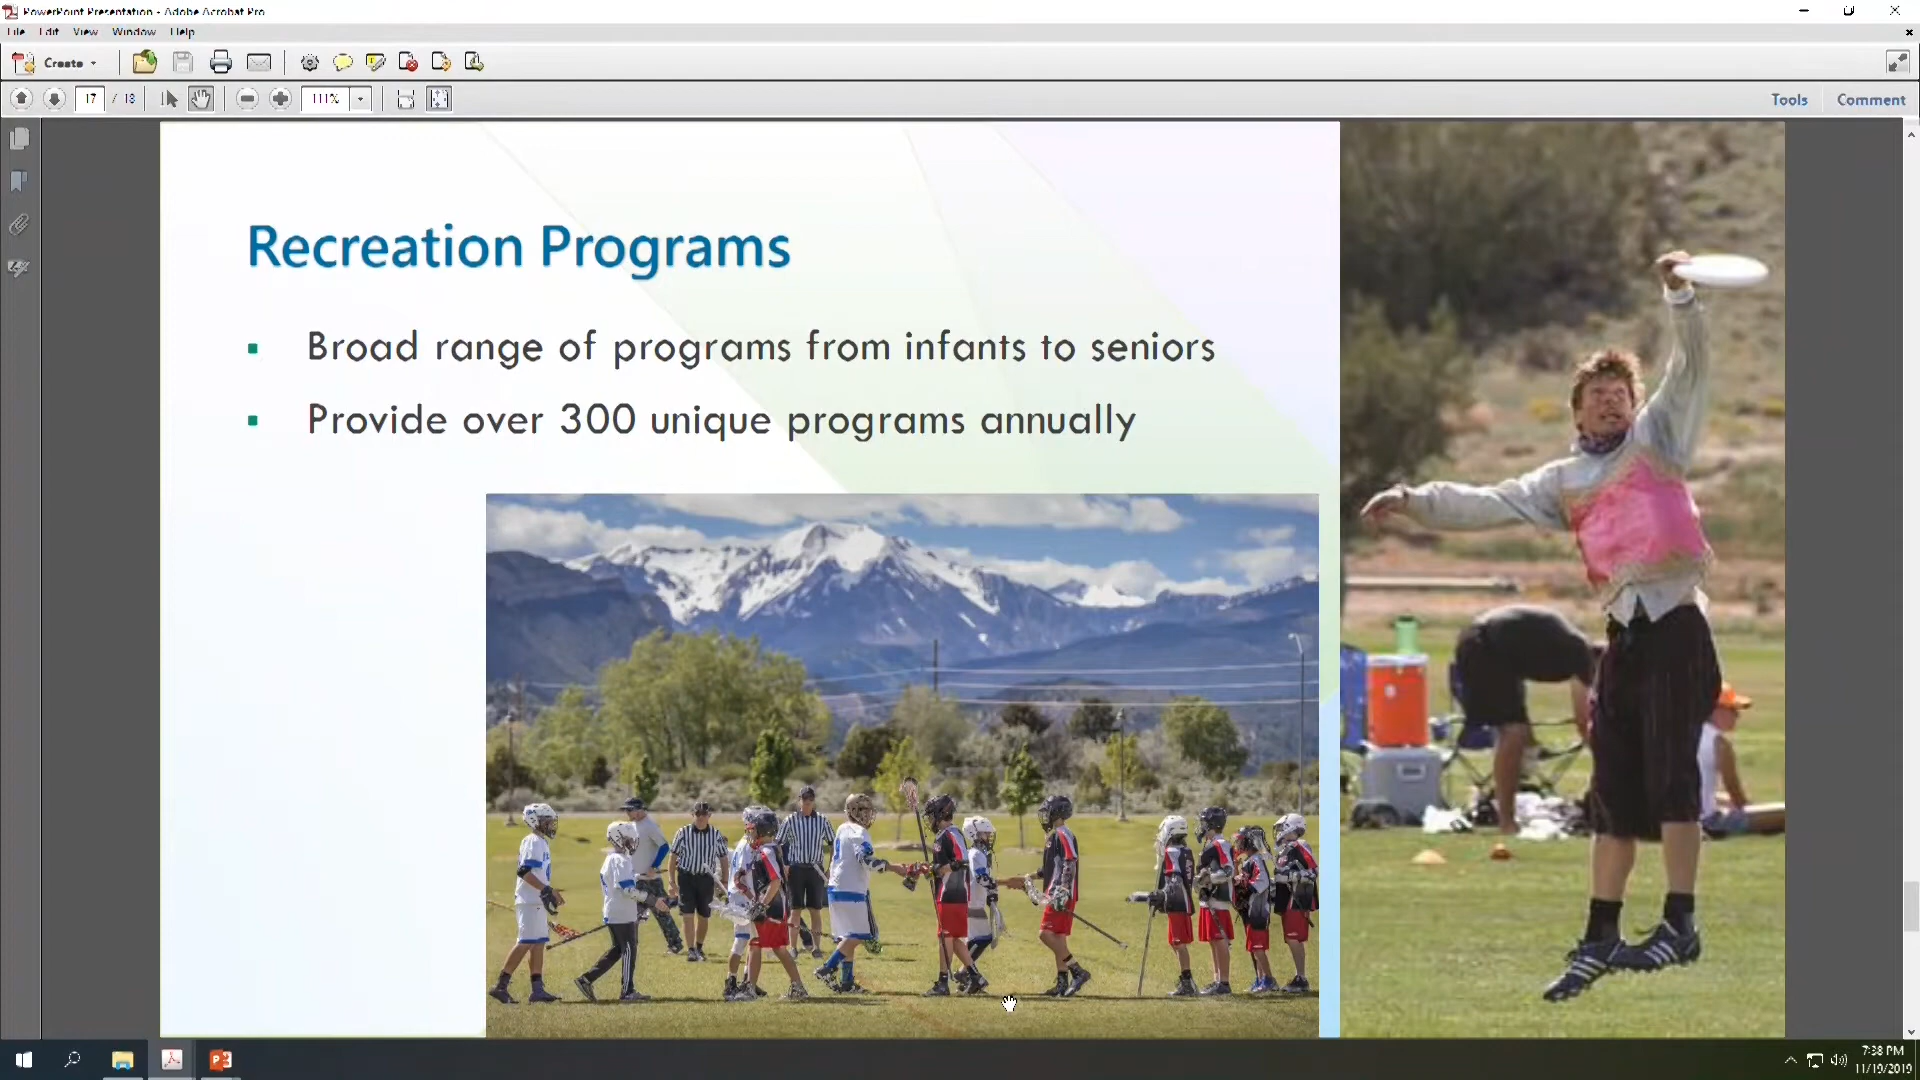 PowerPoint Presentation - Adobe Acrobat Pro
File Edit View Window Help
Create
17 / 18 111% Tools Comment
Recreation Programs
▪ Broad range of programs from infants to seniors
▪ Provide over 300 unique programs annually
7:38 PM
11/19/2019